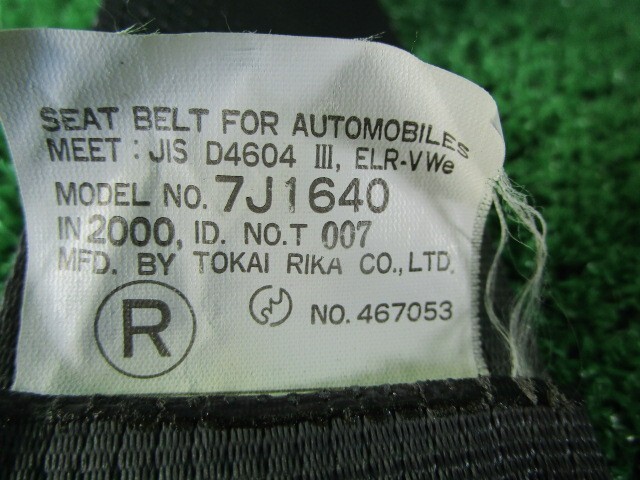 SEAT BELT FOR AUTOMOBILES
MEET : JIS D4604 III, ELR-VWe
MODEL NO. 7J1640
IN 2000, ID. NO.T 007
MFD. BY TOKAI RIKA CO., LTD.
R NO. 467053